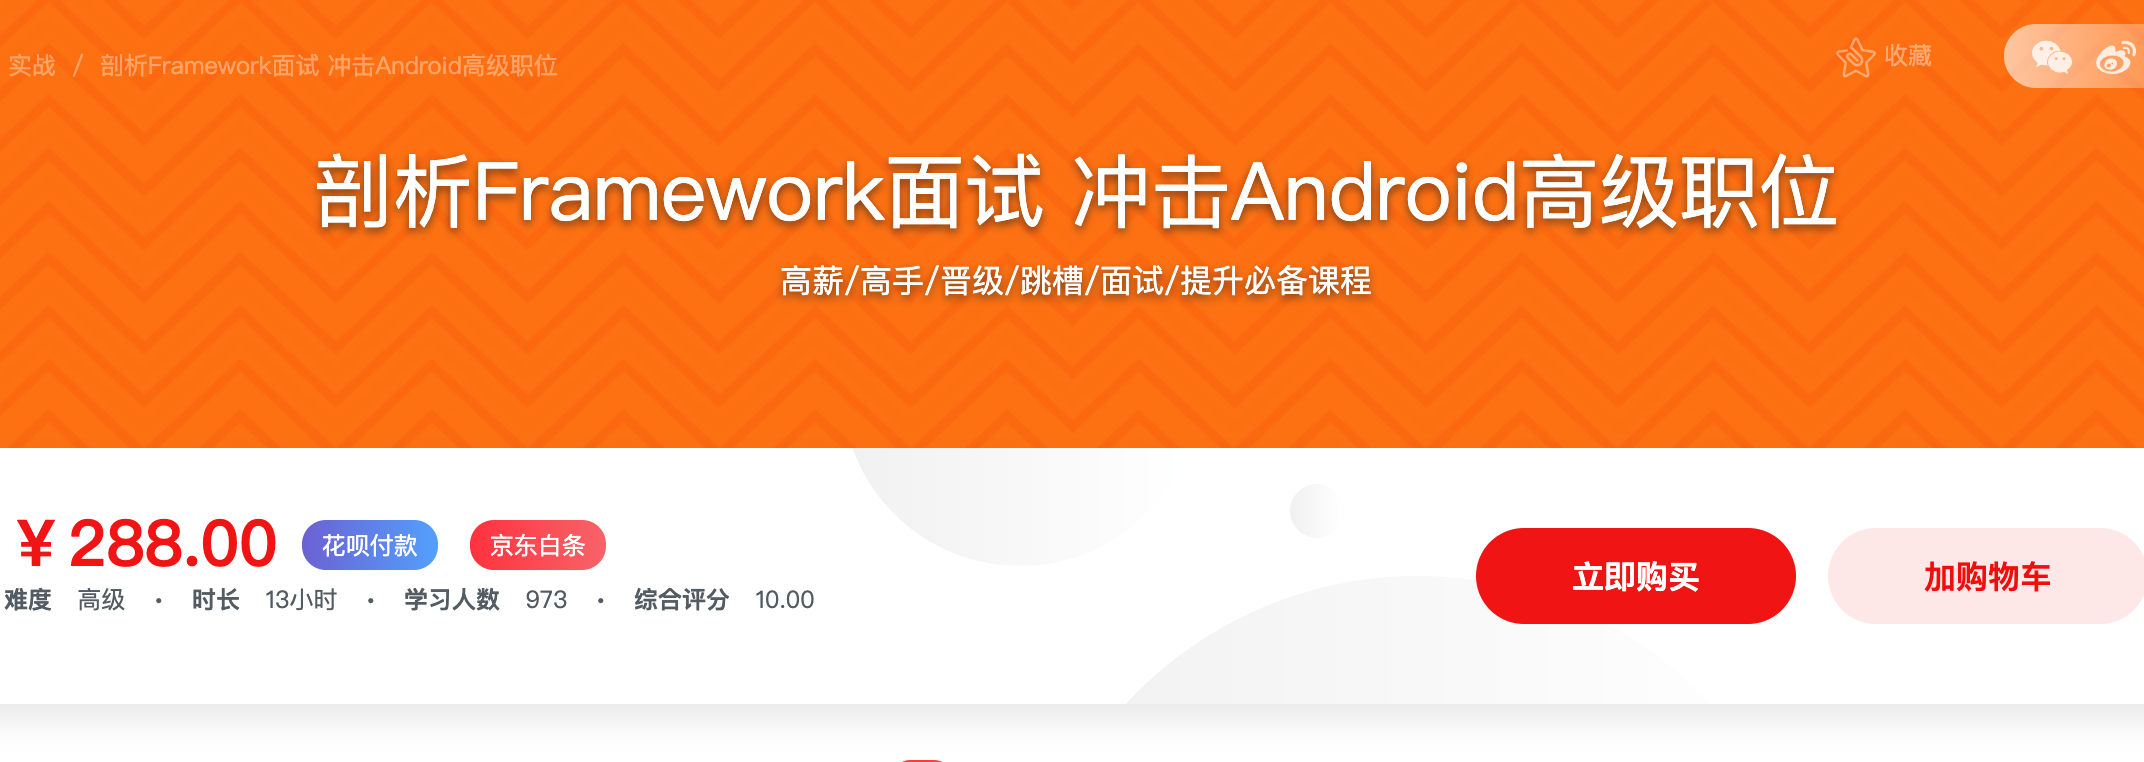 实战 / 剖析Framework面试 冲击Android高级职位
收藏
剖析Framework面试 冲击Android高级职位
高薪/高手/晋级/跳槽/面试/提升必备课程
¥ 288.00 花呗付款 京东白条
难度 高级 · 时长 13小时 · 学习人数 973 · 综合评分 10.00
立即购买 加购物车